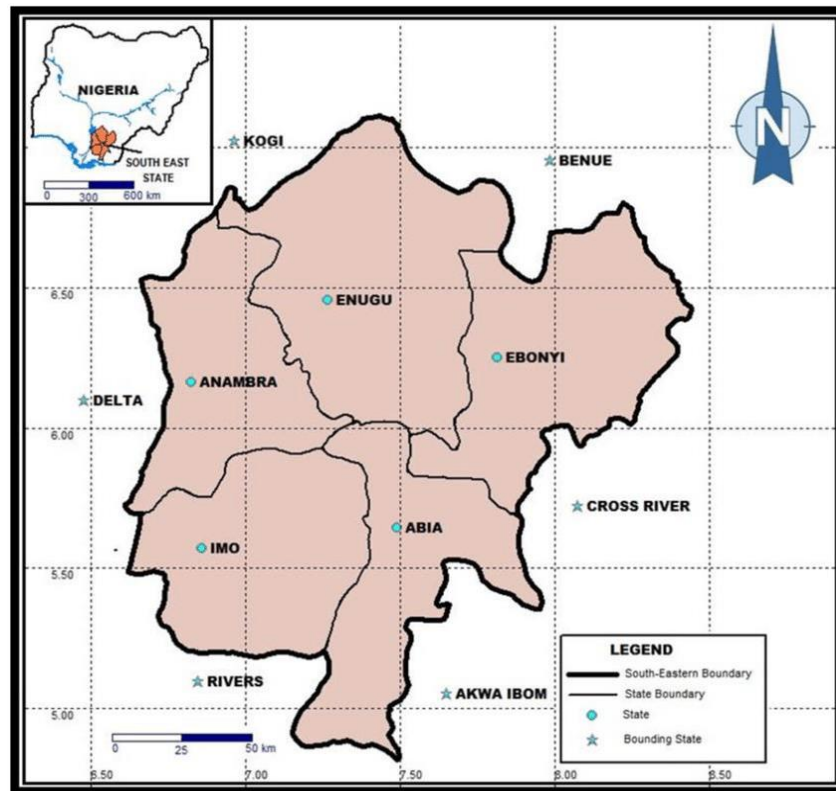 NIGERIA
SOUTH EAST
STATE
0 300 600 km
N
KOGI
BENUE
6.50
ENUGU
EBONYI
ANAMBRA
DELTA
6.00
CROSS RIVER
ABIA
IMO
5.50
RIVERS
AKWA IBOM
5.00
0 25 50 km
LEGEND
South-Eastern Boundary
State Boundary
State
Bounding State
6.50 7.00 7.50 8.00 8.50